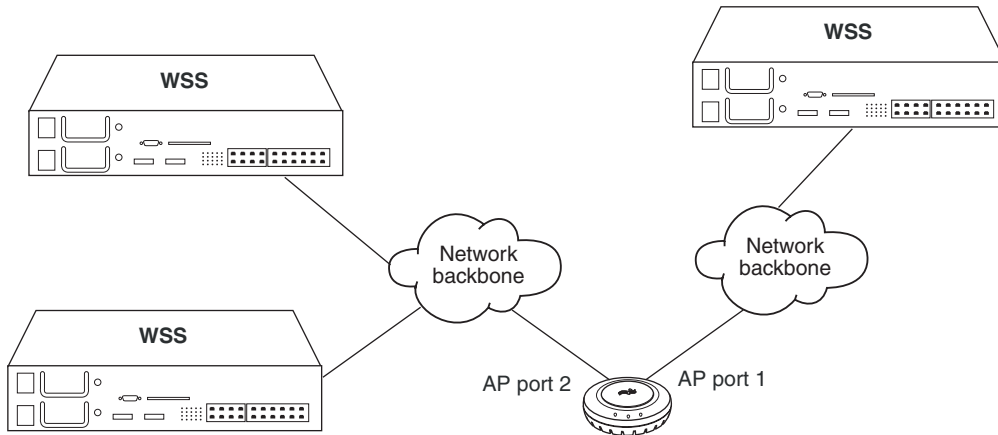 WSS
WSS
Network
backbone
Network
backbone
WSS
AP port 2
AP port 1